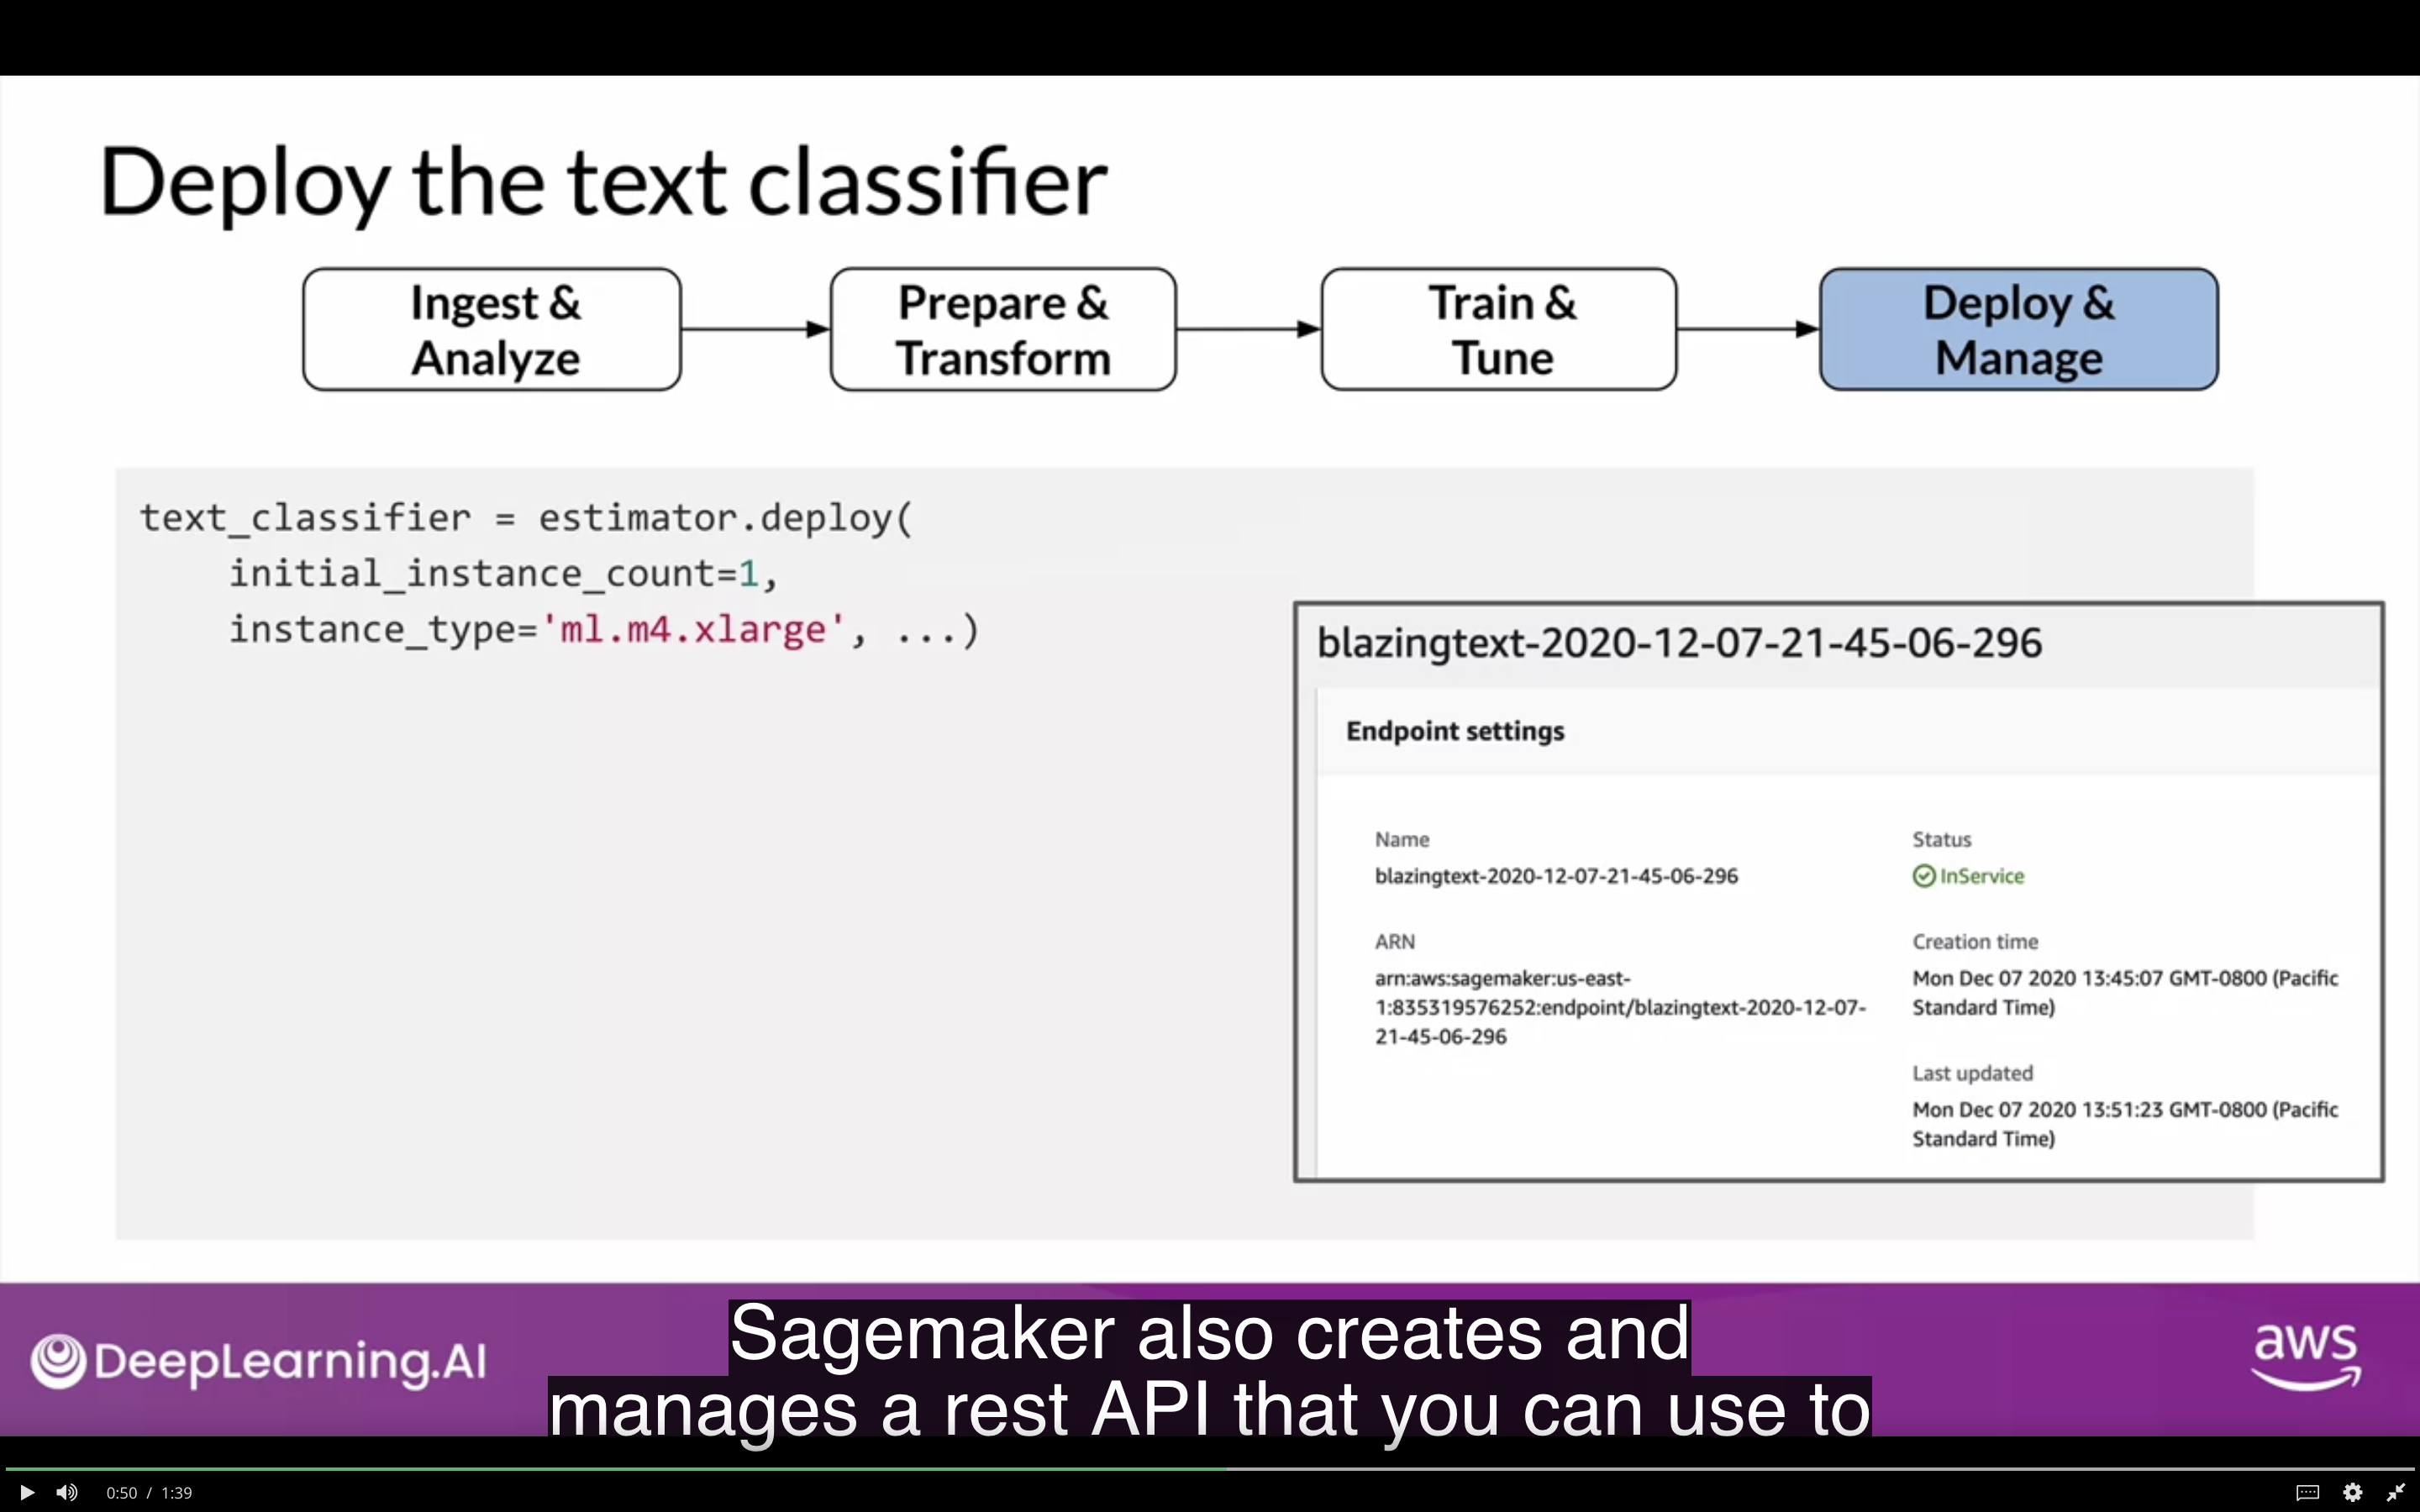 Deploy the text classifier
Ingest &
Analyze
Prepare &
Transform
Train &
Tune
Deploy &
Manage
text_classifier = estimator.deploy(
    initial_instance_count=1,
    instance_type='ml.m4.xlarge', ...)
blazingtext-2020-12-07-21-45-06-296
Endpoint settings
Name
blazingtext-2020-12-07-21-45-06-296
ARN
arn:aws:sagemaker:us-east-
1:835319576252:endpoint/blazingtext-2020-12-07-
21-45-06-296
Status
InService
Creation time
Mon Dec 07 2020 13:45:07 GMT-0800 (Pacific
Standard Time)
Last updated
Mon Dec 07 2020 13:51:23 GMT-0800 (Pacific
Standard Time)
DeepLearning.AI
Sagemaker also creates and
manages a rest API that you can use to
aws
0:50 / 1:39